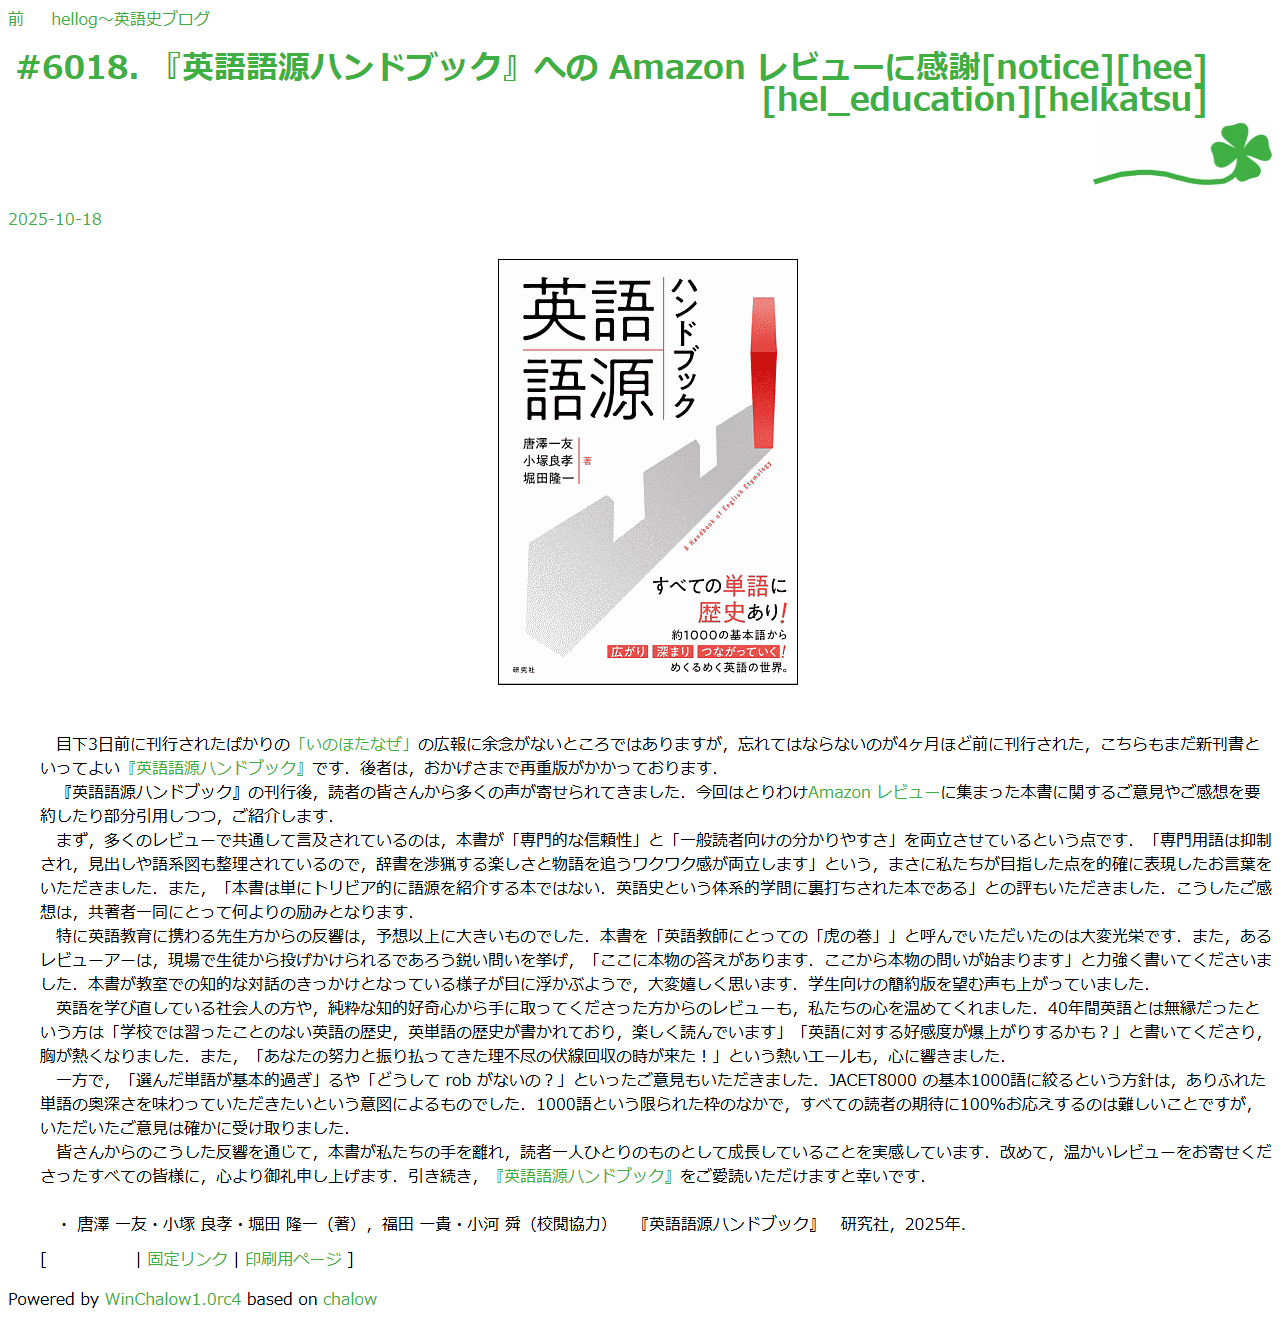 前 hellog～英語史ブログ
#6018. 『英語語源ハンドブック』への Amazon レビューに感謝[notice][hee]
[hel_education][helkatsu]
2025-10-18
英語
語源
ハンドブック
唐澤一友
小塚良孝
堀田隆一
著
A Handbook of English Etymology
すべての単語に
歴史あり!
約1000の基本語から
広がり 深まり つながっていく!
めくるめく英語の世界。
研究社
目下3日前に刊行されたばかりの「いのほたなぜ」の広報に余念がないところではありますが，忘れてはならないのが4ヶ月ほど前に刊行された，こちらもまだ新刊書と
いってよい『英語語源ハンドブック』です．後者は，おかげさまで再重版がかかっております．
『英語語源ハンドブック』の刊行後，読者の皆さんから多くの声が寄せられてきました．今回はとりわけAmazon レビューに集まった本書に関するご意見やご感想を要
約したり部分引用しつつ，ご紹介します．
まず，多くのレビューで共通して言及されているのは，本書が「専門的な信頼性」と「一般読者向けの分かりやすさ」を両立させているという点です．「専門用語は抑制
され，見出しや語系図も整理されているので，辞書を渉猟する楽しさと物語を追うワクワク感が両立します」という，まさに私たちが目指した点を的確に表現したお言葉を
いただきました．また，「本書は単にトリビア的に語源を紹介する本ではない．英語史という体系的学問に裏打ちされた本である」との評もいただきました．こうしたご感
想は，共著者一同にとって何よりの励みとなります．
特に英語教育に携わる先生方からの反響は，予想以上に大きいものでした．本書を「英語教師にとっての「虎の巻」」と呼んでいただいたのは大変光栄です．また，ある
レビューアーは，現場で生徒から投げかけられるであろう鋭い問いを挙げ，「ここに本物の答えがあります．ここから本物の問いが始まります」と力強く書いてくださいま
した．本書が教室での知的な対話のきっかけとなっている様子が目に浮かぶようで，大変嬉しく思います．学生向けの簡約版を望む声も上がっていました．
英語を学び直している社会人の方や，純粋な知的好奇心から手に取ってくださった方からのレビューも，私たちの心を温めてくれました．40年間英語とは無縁だったと
いう方は「学校では習ったことのない英語の歴史，英単語の歴史が書かれており，楽しく読んでいます」「英語に対する好感度が爆上がりするかも？」と書いてくださり，
胸が熱くなりました．また，「あなたの努力と振り払ってきた理不尽の伏線回収の時が来た！」という熱いエールも，心に響きました．
一方で，「選んだ単語が基本的過ぎ」るや「どうして rob がないの？」といったご意見もいただきました．JACET8000 の基本1000語に絞るという方針は，ありふれた
単語の奥深さを味わっていただきたいという意図によるものでした．1000語という限られた枠のなかで，すべての読者の期待に100%お応えするのは難しいことですが，
いただいたご意見は確かに受け取りました．
皆さんからのこうした反響を通じて，本書が私たちの手を離れ，読者一人ひとりのものとして成長していることを実感しています．改めて，温かいレビューをお寄せくだ
さったすべての皆様に，心より御礼申し上げます．引き続き，『英語語源ハンドブック』をご愛読いただけますと幸いです．
・ 唐澤 一友・小塚 良孝・堀田 隆一（著），福田 一貴・小河 舜（校閲協力）　『英語語源ハンドブック』　研究社，2025年．
[ | 固定リンク | 印刷用ページ ]
Powered by WinChalow1.0rc4 based on chalow